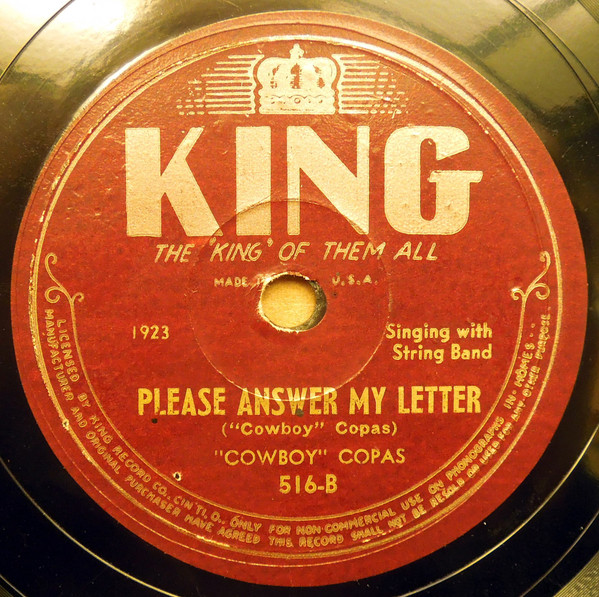 KING
THE 'KING' OF THEM ALL
MADE IN U.S.A.
1923
Singing with
String Band
PLEASE ANSWER MY LETTER
("Cowboy" Copas)
"COWBOY" COPAS
516-B
LICENSED BY KING RECORD CO., CINTI, O., ONLY FOR NON-COMMERCIAL USE ON PHONOGRAPHS IN HOMES.
MANUFACTURER AND ORIGINAL PURCHASER HAVE AGREED THIS RECORD SHALL NOT BE RESOLD OR USED FOR ANY OTHER PURPOSE.